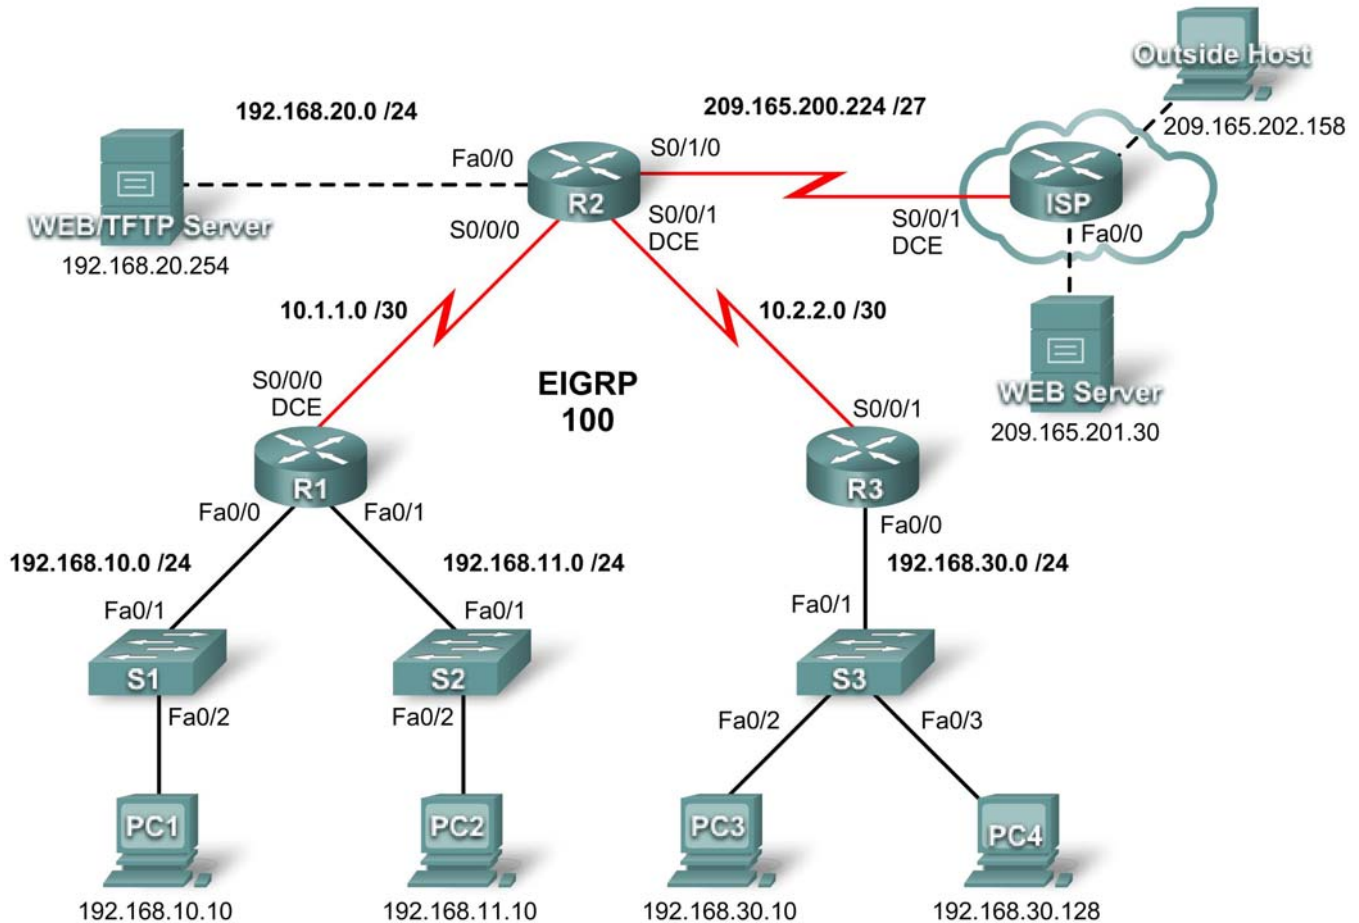 Outside Host
209.165.202.158
192.168.20.0 /24
209.165.200.224 /27
Fa0/0
S0/1/0
R2
ISP
WEB/TFTP Server
192.168.20.254
S0/0/0
S0/0/1
DCE
S0/0/1
DCE
Fa0/0
10.1.1.0 /30
10.2.2.0 /30
WEB Server
209.165.201.30
EIGRP
100
S0/0/0
DCE
S0/0/1
R1
R3
Fa0/0
Fa0/1
Fa0/0
192.168.10.0 /24
192.168.11.0 /24
192.168.30.0 /24
Fa0/1
Fa0/1
Fa0/1
S1
S2
S3
Fa0/2
Fa0/2
Fa0/2
Fa0/3
PC1
PC2
PC3
PC4
192.168.10.10
192.168.11.10
192.168.30.10
192.168.30.128